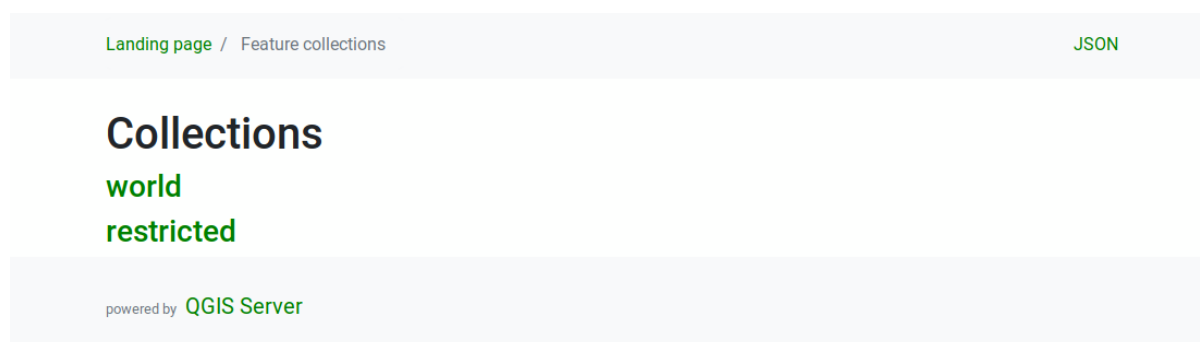 Landing page / Feature collections JSON
Collections
world
restricted
powered by QGIS Server